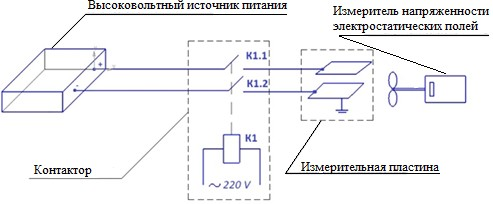 Высоковольтный источник питания
Измеритель напряженности
электростатических полей
К1.1
К1.2
К1
~ 220 V
Контактор
Измерительная пластина